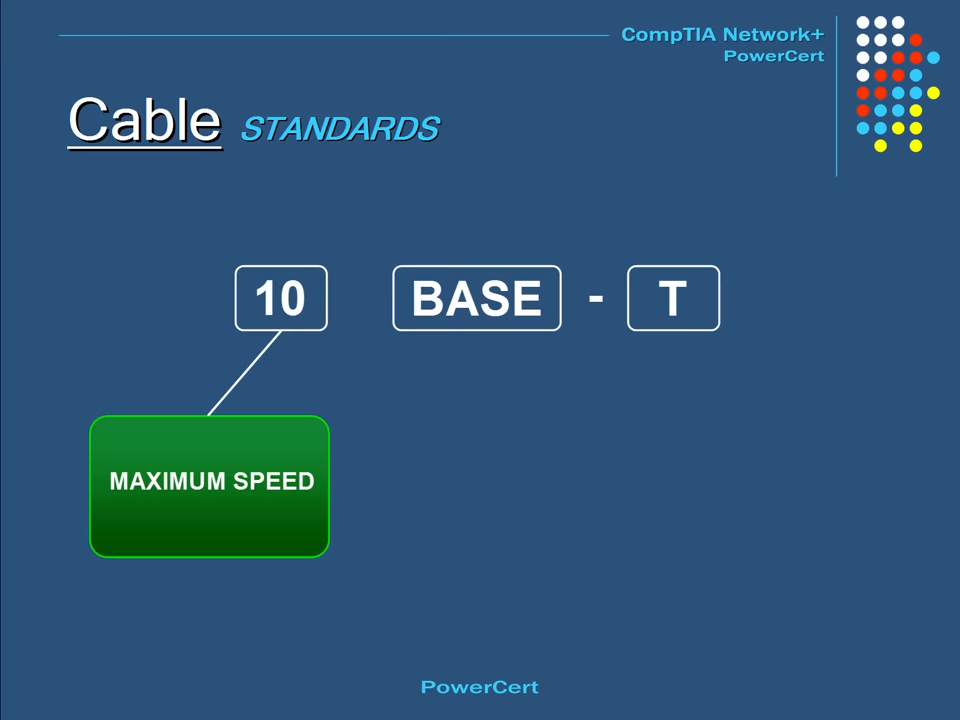 CompTIA Network+
PowerCert
Cable STANDARDS
10 BASE - T
MAXIMUM SPEED
PowerCert